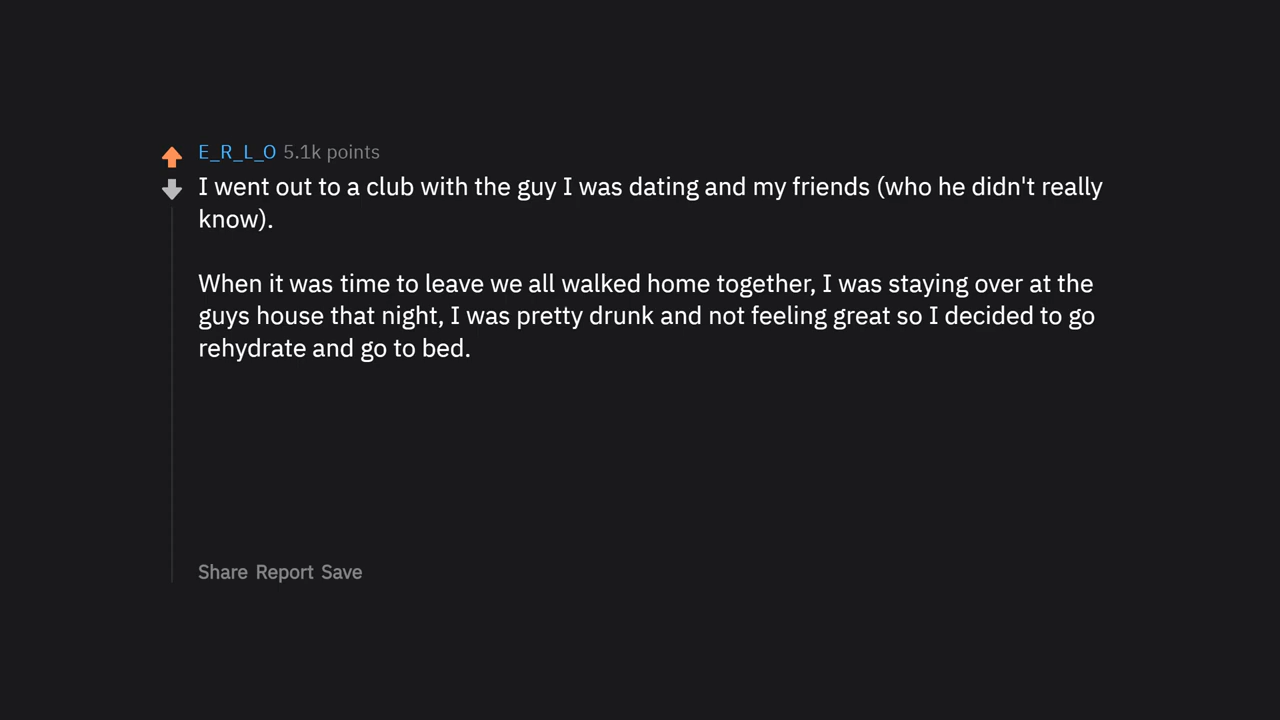 E_R_L_O 5.1k points
I went out to a club with the guy I was dating and my friends (who he didn't really
know).
When it was time to leave we all walked home together, I was staying over at the
guys house that night, I was pretty drunk and not feeling great so I decided to go
rehydrate and go to bed.
Share Report Save